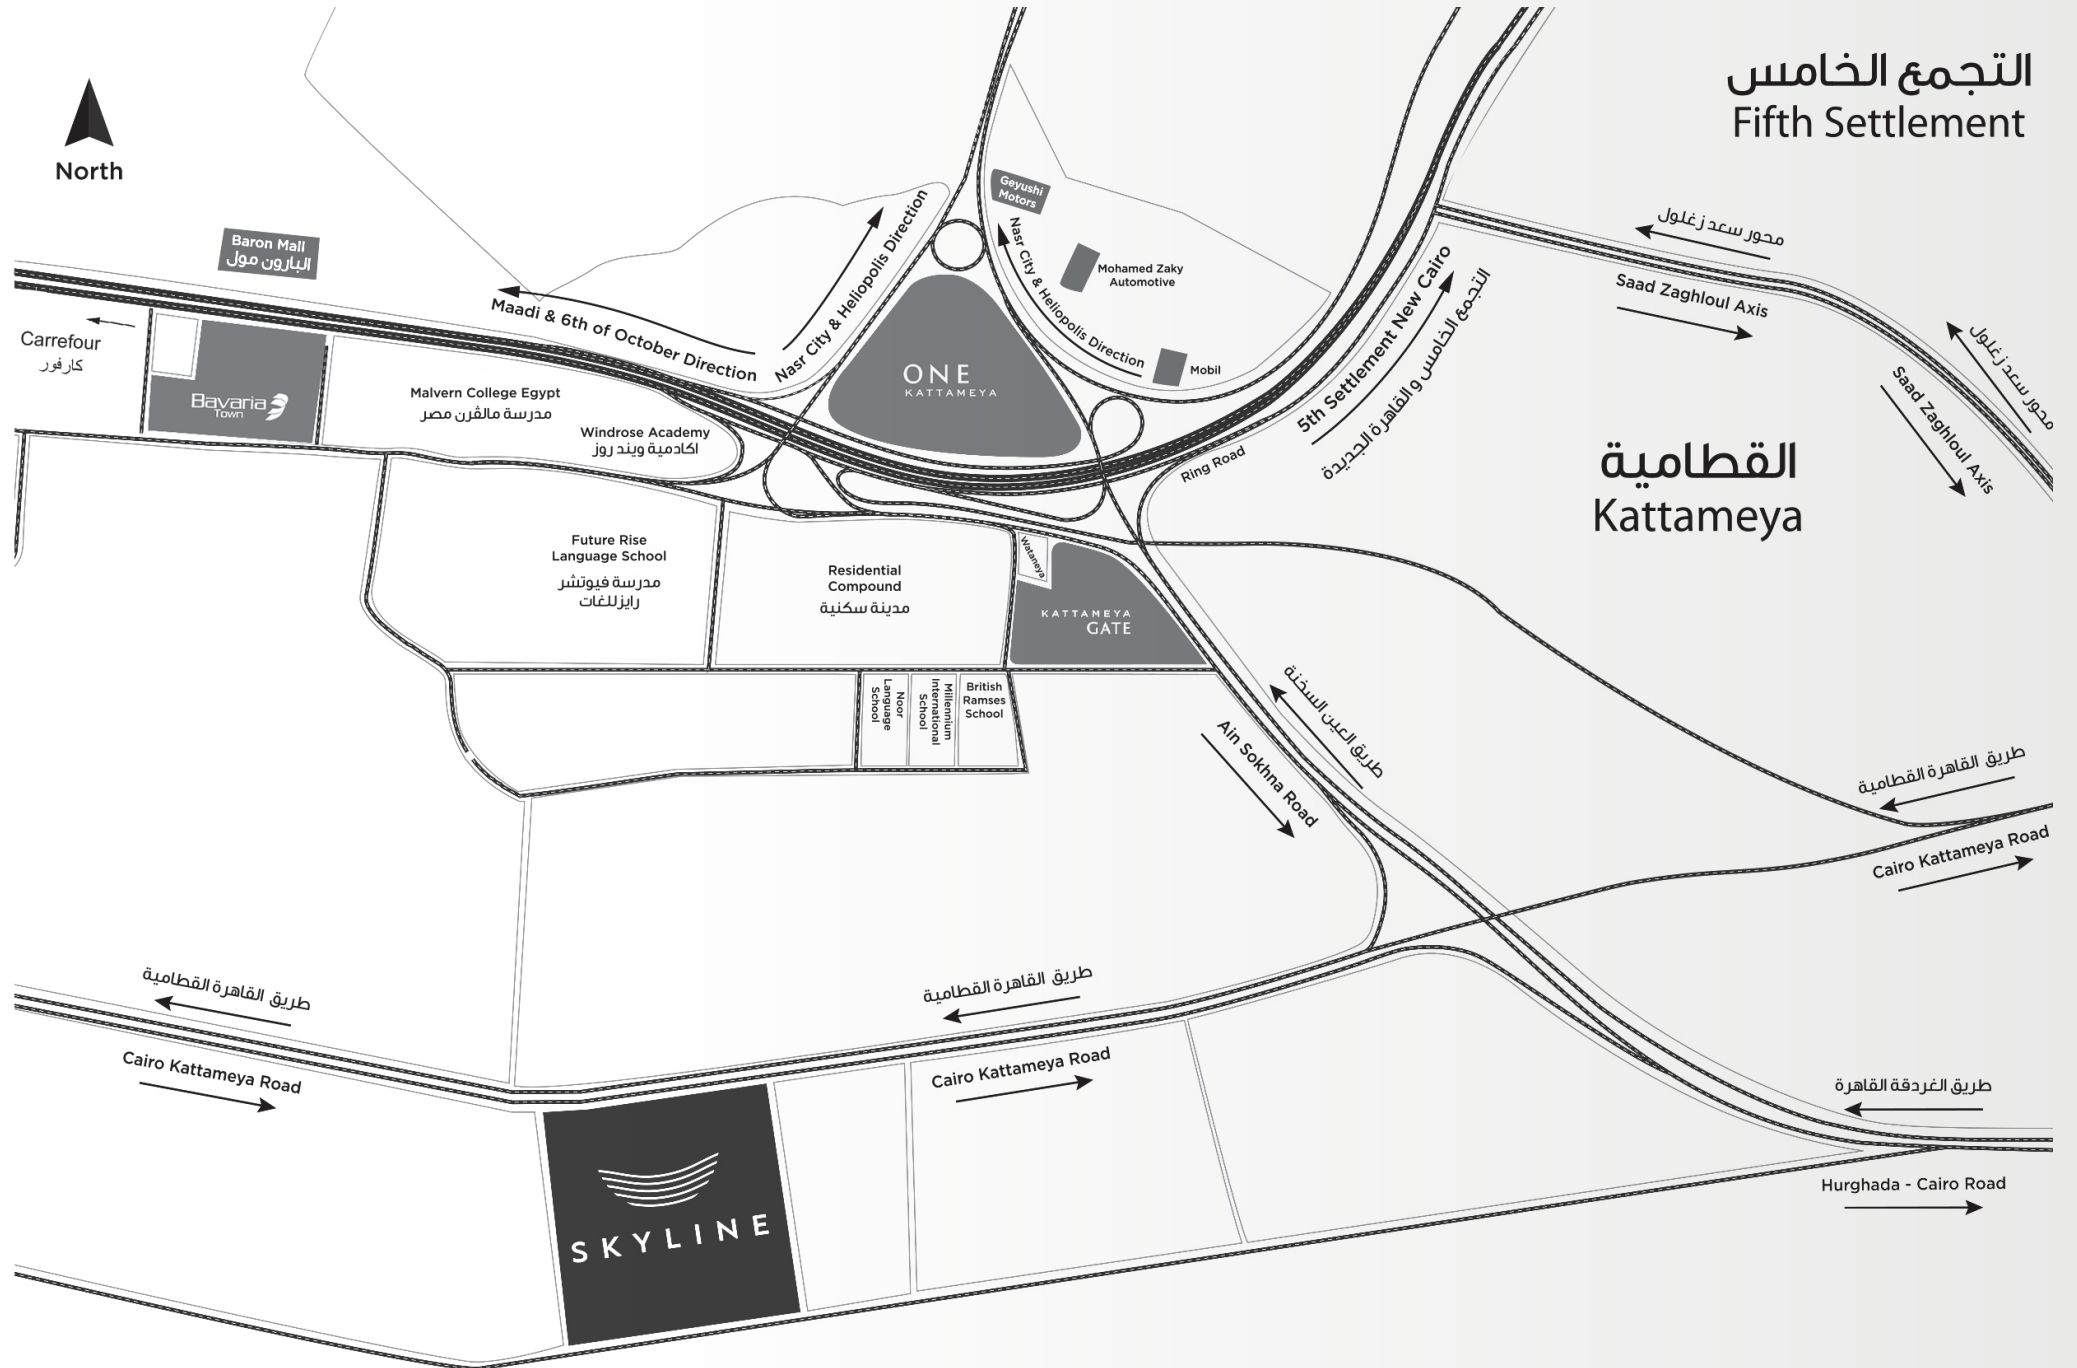 التجمع الخامس
Fifth Settlement
North
Geyushi
Motors
Baron Mall
البارون مول
Nasr City & Heliopolis Direction
Nasr City & Heliopolis Direction
محور سعد زغلول
Saad Zaghloul Axis
Mohamed Zaky
Automotive
Maadi & 6th of October Direction
5th Settlement New Cairo
التجمع الخامس و القاهرة الجديدة
محور سعد زغلول
Saad Zaghloul Axis
Carrefour
كارفور
Bavaria
Town
ONE
KATTAMEYA
Mobil
Malvern College Egypt
مدرسة مالڤرن مصر
Windrose Academy
اكادمية ويند روز
Ring Road
القطامية
Kattameya
Future Rise
Language School
مدرسة فيوتشر
رايز للغات
Residential
Compound
مدينة سكنية
Wataneya
KATTAMEYA
GATE
Noor
Language
School
Millennium
International
School
British
Ramses
School
طريق العين السخنة
Ain Sokhna Road
طريق القاهرة القطامية
Cairo Kattameya Road
طريق القاهرة القطامية
Cairo Kattameya Road
طريق القاهرة القطامية
Cairo Kattameya Road
طريق الغردقة القاهرة
Hurghada - Cairo Road
SKYLINE